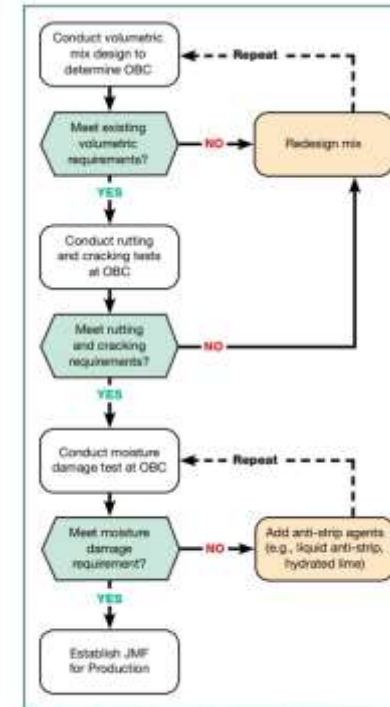 Conduct volumetric
mix design to
determine OBC
Repeat
Meet existing
volumetric
requirements?
NO
Redesign mix
YES
Conduct rutting
and cracking tests
at OBC
Meet rutting
and cracking
requirements?
NO
YES
Conduct moisture
damage test at OBC
Repeat
Meet moisture
damage
requirement?
NO
Add anti-strip agents
(e.g., liquid anti-strip,
hydrated lime)
YES
Establish JMF
for Production